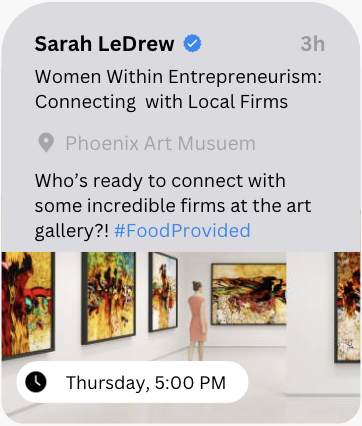 Sarah LeDrew 3h
Women Within Entrepreneurism:
Connecting with Local Firms
Phoenix Art Musuem
Who's ready to connect with
some incredible firms at the art
gallery?! #FoodProvided
Thursday, 5:00 PM